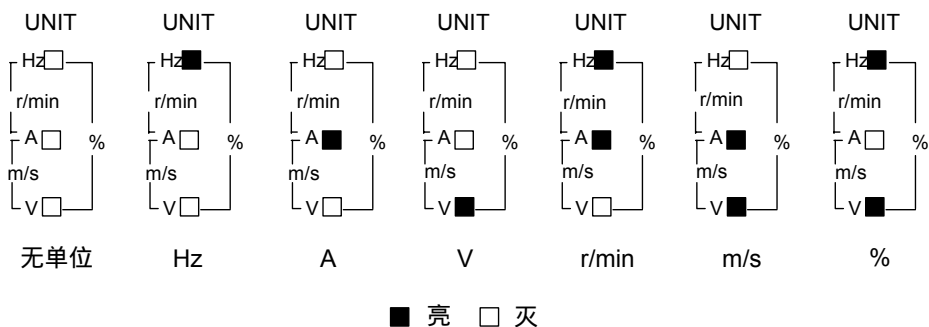 UNIT UNIT UNIT UNIT UNIT UNIT UNIT
Hz Hz Hz Hz Hz Hz Hz
r/min r/min r/min r/min r/min r/min r/min
A % A % A % A % A % A % A %
m/s m/s m/s m/s m/s m/s m/s
V V V V V V V
无单位 Hz A V r/min m/s %
亮 灭